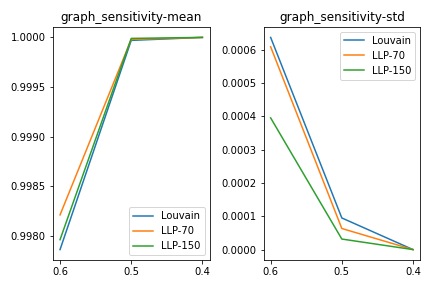 graph_sensitivity-mean
1.0000
0.9995
0.9990
0.9985
0.9980
Louvain
LLP-70
LLP-150
0.6
0.5
0.4
graph_sensitivity-std
0.0006
0.0005
0.0004
0.0003
0.0002
0.0001
0.0000
Louvain
LLP-70
LLP-150
0.6
0.5
0.4